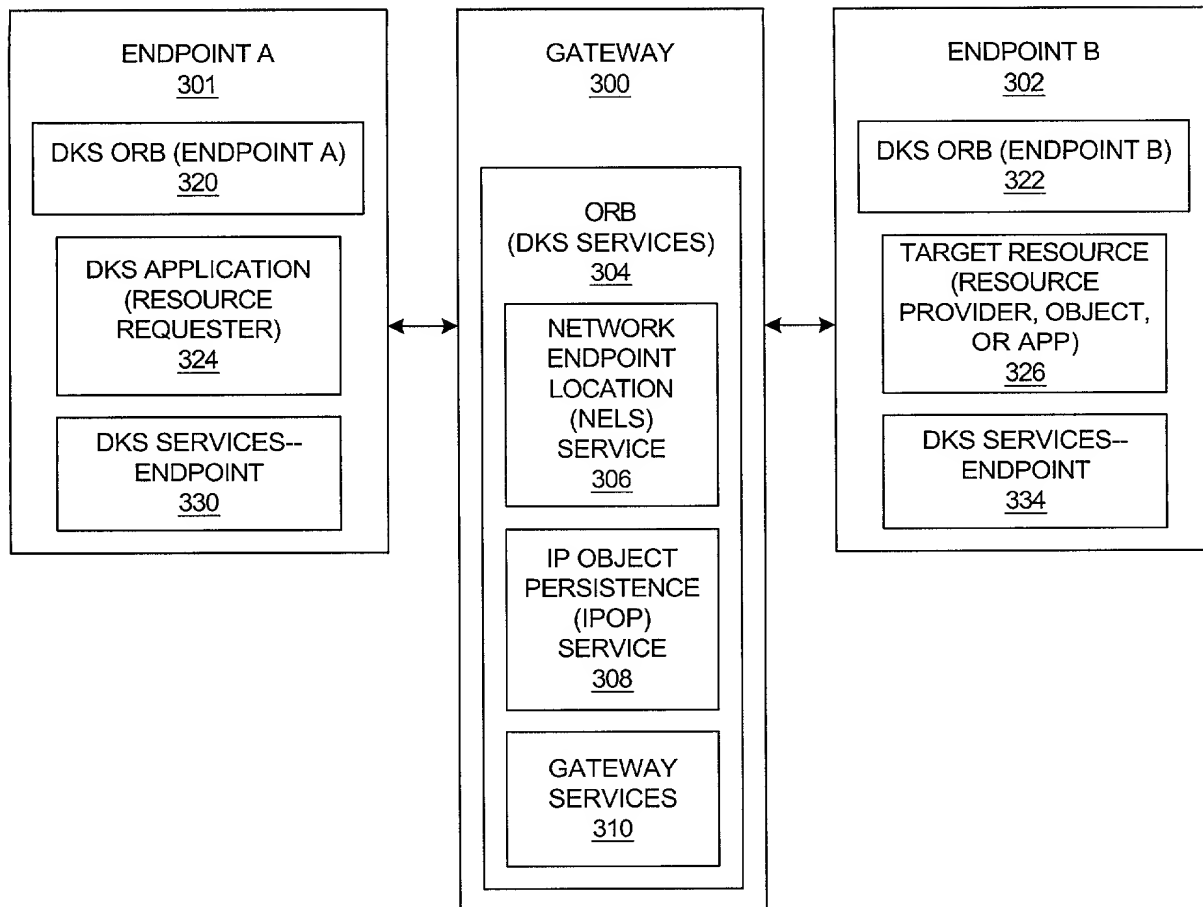 ENDPOINT A
301
DKS ORB (ENDPOINT A)
320
DKS APPLICATION
(RESOURCE
REQUESTER)
324
DKS SERVICES--
ENDPOINT
330
GATEWAY
300
ORB
(DKS SERVICES)
304
NETWORK
ENDPOINT
LOCATION
(NELS)
SERVICE
306
IP OBJECT
PERSISTENCE
(IPOP)
SERVICE
308
GATEWAY
SERVICES
310
ENDPOINT B
302
DKS ORB (ENDPOINT B)
322
TARGET RESOURCE
(RESOURCE
PROVIDER, OBJECT,
OR APP)
326
DKS SERVICES--
ENDPOINT
334